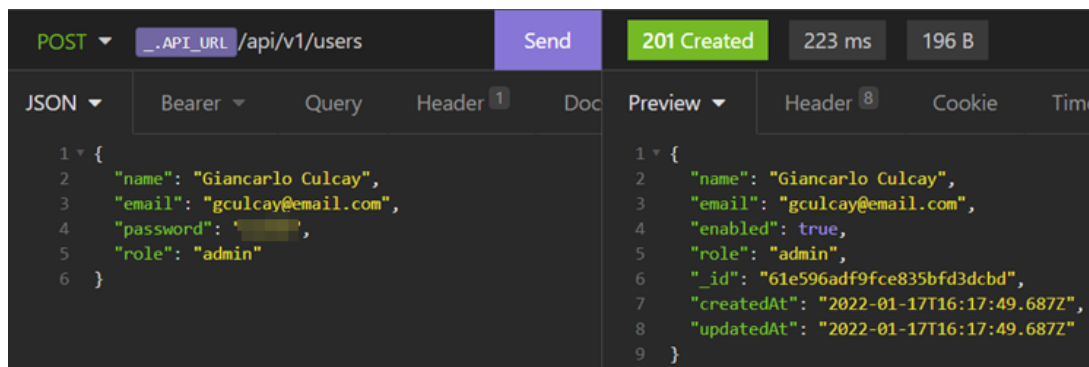 POST _.API_URL /api/v1/users Send 201 Created 223 ms 196 B
JSON Bearer Query Header 1 Doc Preview Header 8 Cookie Tim
1 {
2 "name": "Giancarlo Culcay",
3 "email": "gculcay@email.com",
4 "password": " ",
5 "role": "admin"
6 }
1 {
2 "name": "Giancarlo Culcay",
3 "email": "gculcay@email.com",
4 "enabled": true,
5 "role": "admin",
6 "_id": "61e596adf9fce835bfd3dcbd",
7 "createdAt": "2022-01-17T16:17:49.687Z",
8 "updatedAt": "2022-01-17T16:17:49.687Z"
9 }